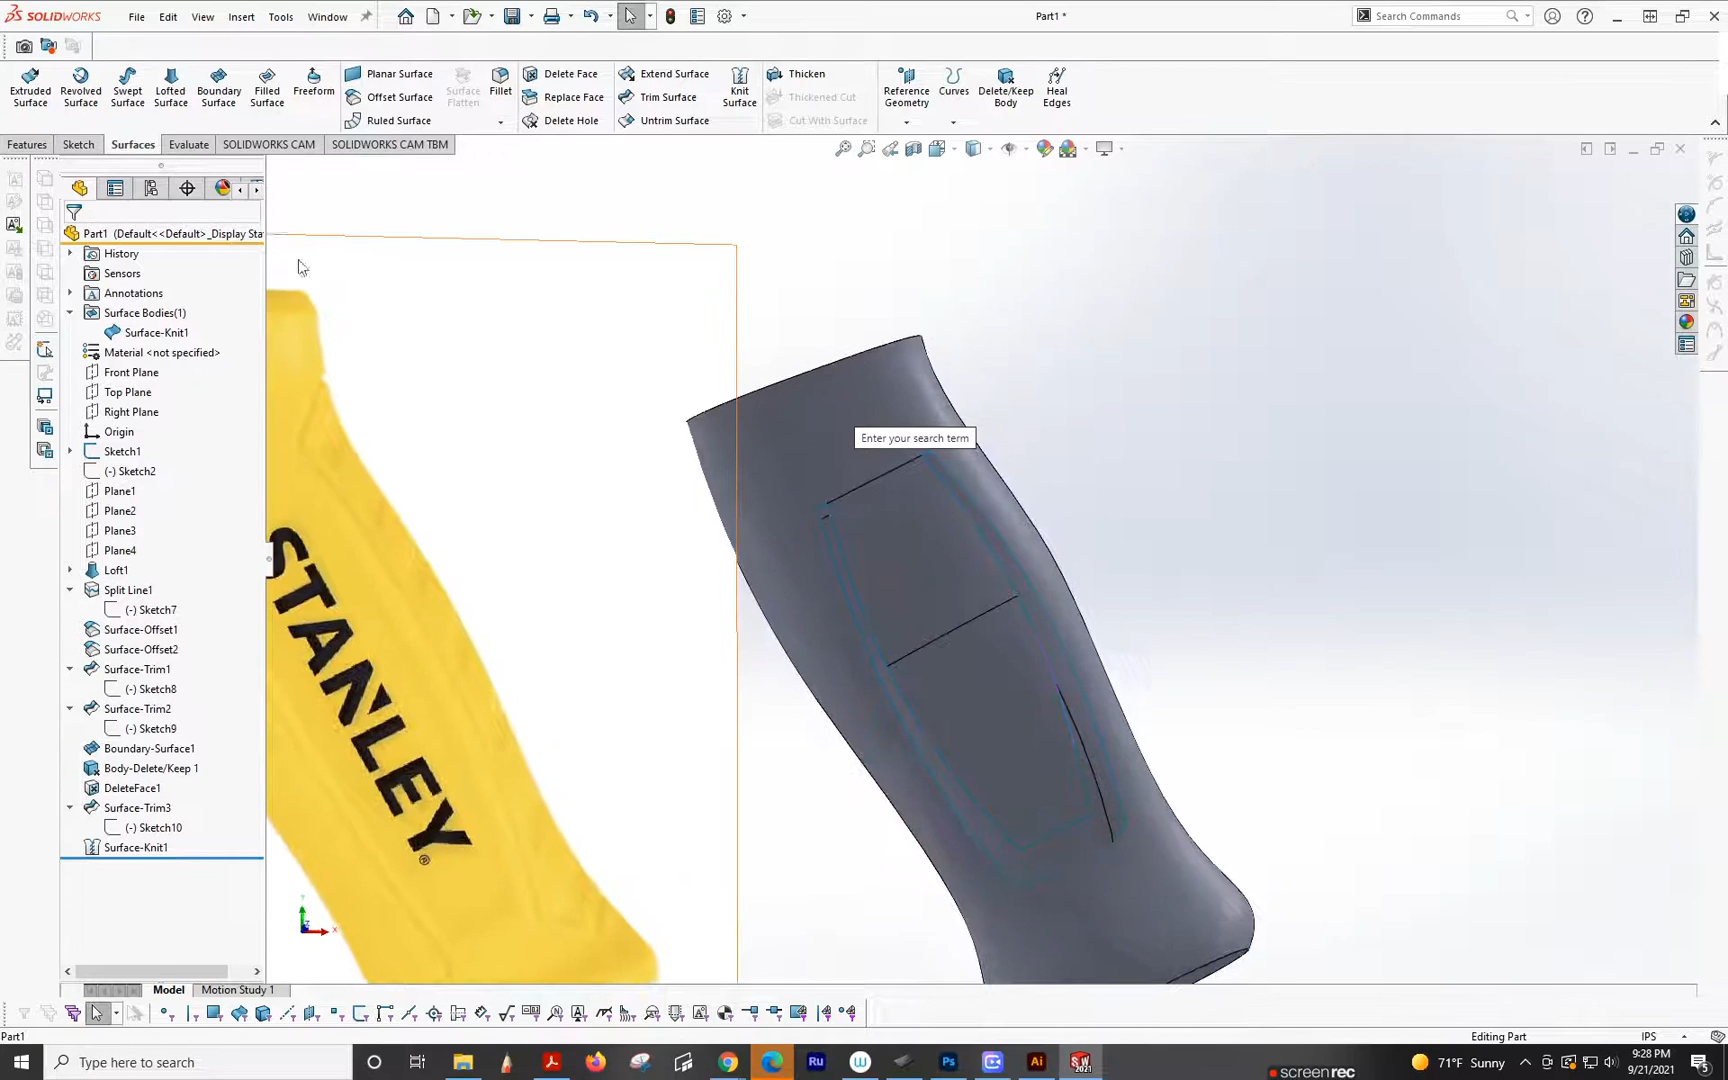 SOLIDWORKS
File
Edit
View
Insert
Tools
Window
Part1 *
Search Commands
Extruded Surface
Revolved Surface
Swept Surface
Lofted Surface
Boundary Surface
Filled Surface
Freeform
Planar Surface
Offset Surface
Ruled Surface
Surface Flatten
Fillet
Delete Face
Replace Face
Delete Hole
Extend Surface
Trim Surface
Untrim Surface
Knit Surface
Thicken
Thickened Cut
Cut With Surface
Reference Geometry
Curves
Delete/Keep Body
Heal Edges
Features
Sketch
Surfaces
Evaluate
SOLIDWORKS CAM
SOLIDWORKS CAM TBM
Part1 (Default<<Default>_Display Sta
History
Sensors
Annotations
Surface Bodies(1)
Surface-Knit1
Material <not specified>
Front Plane
Top Plane
Right Plane
Origin
Sketch1
(-) Sketch2
Plane1
Plane2
Plane3
Plane4
Loft1
Split Line1
(-) Sketch7
Surface-Offset1
Surface-Offset2
Surface-Trim1
(-) Sketch8
Surface-Trim2
(-) Sketch9
Boundary-Surface1
Body-Delete/Keep 1
DeleteFace1
Surface-Trim3
(-) Sketch10
Surface-Knit1
STANLEY®
Enter your search term
Model
Motion Study 1
Part1
Editing Part
IPS
Type here to search
Ru
Ps
Ai
SW
2021
71°F Sunny
9:28 PM
9/21/2021
5
screenrec